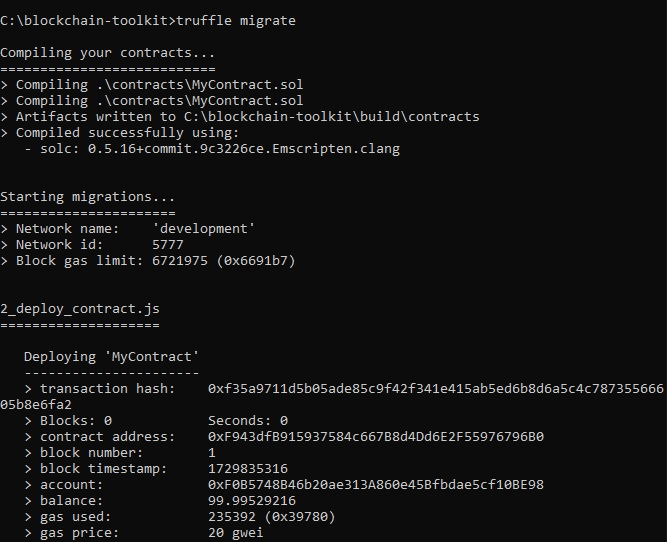 C:\blockchain-toolkit>truffle migrate
Compiling your contracts...
===========================
> Compiling .\contracts\MyContract.sol
> Compiling .\contracts\MyContract.sol
> Artifacts written to C:\blockchain-toolkit\build\contracts
> Compiled successfully using:
   - solc: 0.5.16+commit.9c3226ce.Emscripten.clang
Starting migrations...
======================
> Network name:    'development'
> Network id:      5777
> Block gas limit: 6721975 (0x6691b7)
2_deploy_contract.js
====================
   Deploying 'MyContract'
   ----------------------
   > transaction hash:    0xf35a9711d5b05ade85c9f42f341e415ab5ed6b8d6a5c4c787355666
05b8e6fa2
   > Blocks: 0            Seconds: 0
   > contract address:    0xF943dfB915937584c667B8d4Dd6E2F55976796B0
   > block number:        1
   > block timestamp:     1729835316
   > account:             0xF0B5748B46b20ae313A860e45Bfbdae5cf10BE98
   > balance:             99.99529216
   > gas used:            235392 (0x39780)
   > gas price:           20 gwei